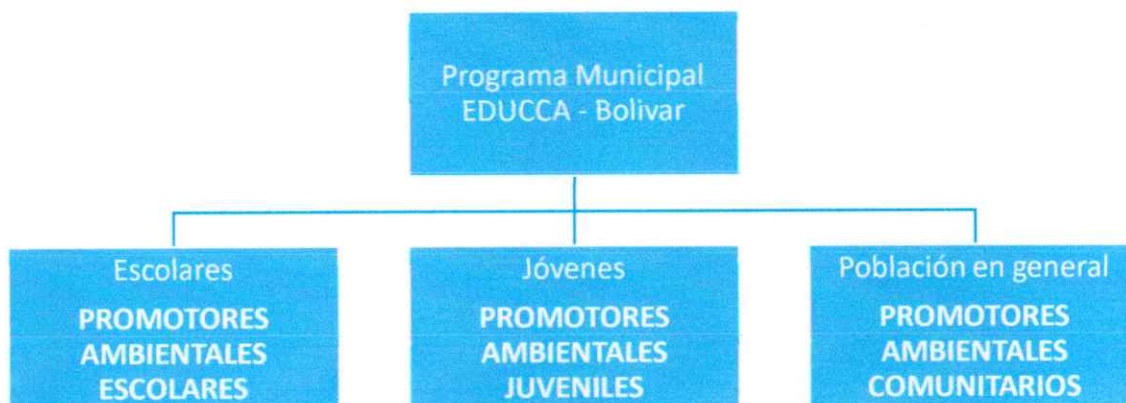 Programa Municipal
EDUCCA - Bolivar
Escolares
PROMOTORES
AMBIENTALES
ESCOLARES
Jóvenes
PROMOTORES
AMBIENTALES
JUVENILES
Población en general
PROMOTORES
AMBIENTALES
COMUNITARIOS